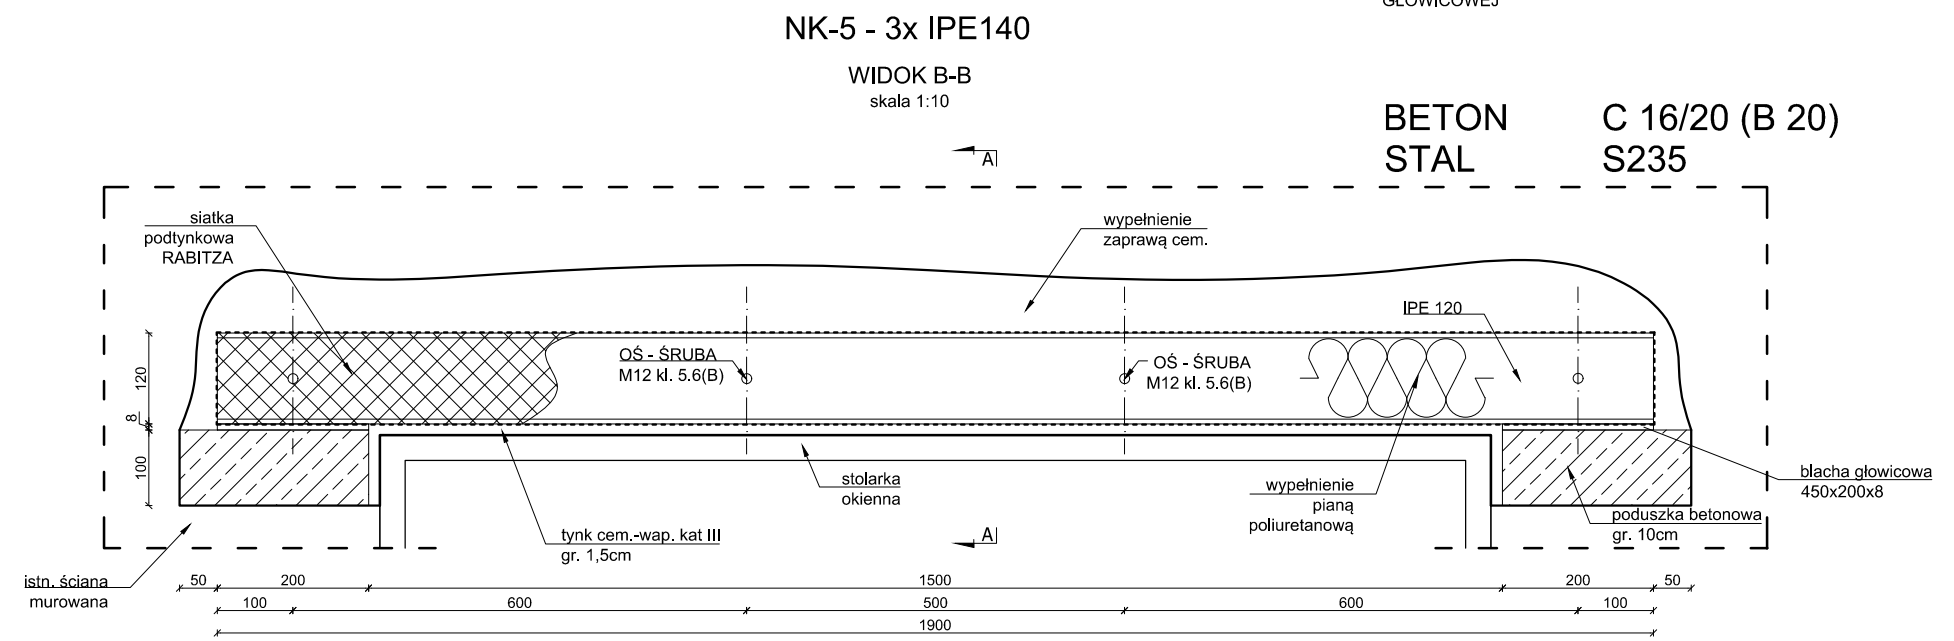 GŁOWICOWEJ
NK-5 - 3x IPE140
WIDOK B-B
skala 1:10
BETON C 16/20 (B 20)
STAL S235
A
siatka
podtynkowa
RABITZA
wypełnienie
zaprawą cem.
IPE 120
OŚ - ŚRUBA
M12 kl. 5.6(B)
OŚ - ŚRUBA
M12 kl. 5.6(B)
120
8
100
stolarka
okienna
wypełnienie
pianą
poliuretanową
blacha głowicowa
450x200x8
poduszka betonowa
gr. 10cm
tynk cem.-wap. kat III
gr. 1,5cm
A
istn. ściana
murowana
50 200 1500 200 50
100 600 500 600 100
1900